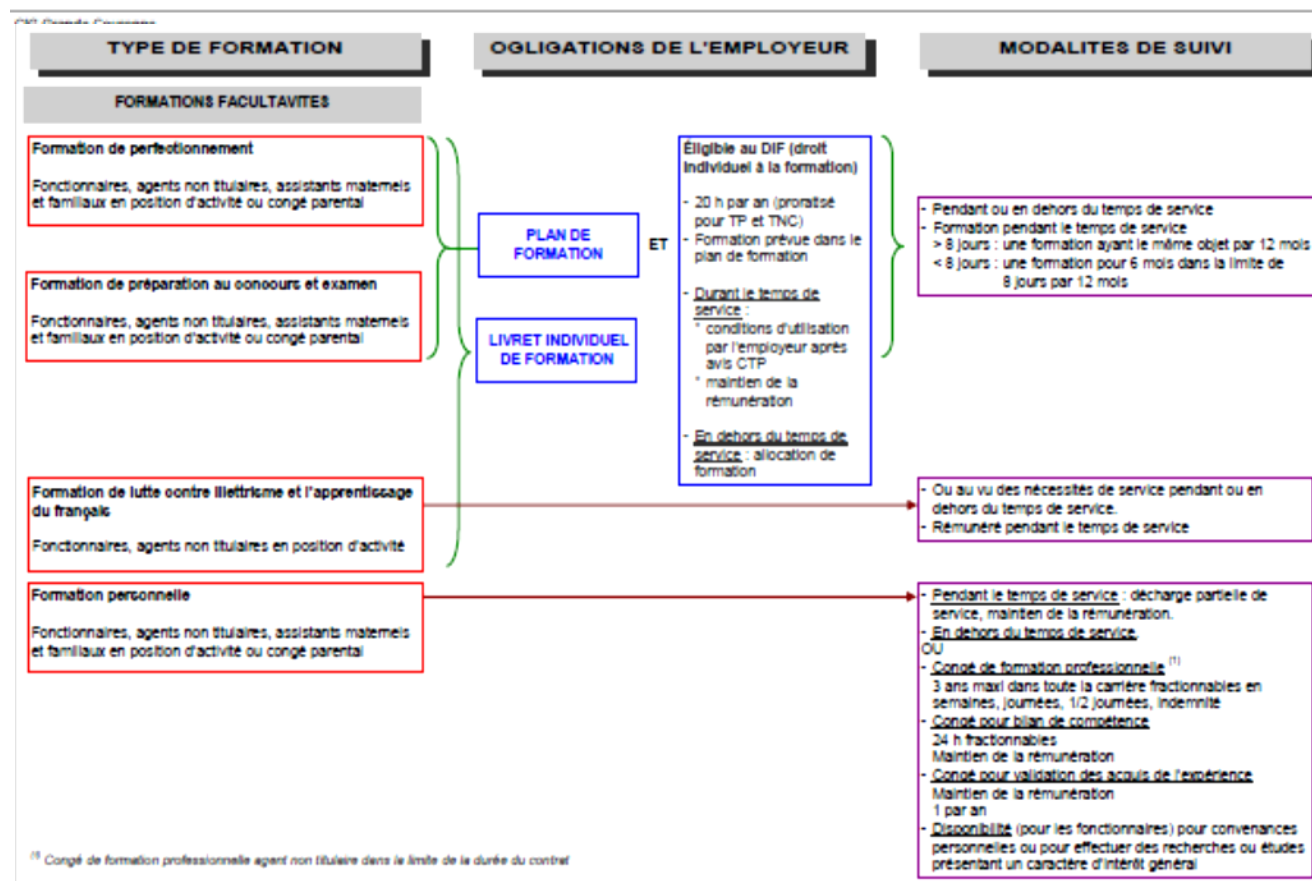 TYPE DE FORMATION
OGLIGATIONS DE L'EMPLOYEUR
MODALITES DE SUIVI
FORMATIONS FACULTAVITES
Formation de perfectionnement
Fonctionnaires, agents non titulaires, assistants maternels
et familiaux en position d'activité ou congé parental
Formation de préparation au concours et examen
Fonctionnaires, agents non titulaires, assistants maternels
et familiaux en position d'activité ou congé parental
PLAN DE
FORMATION
LIVRET INDIVIDUEL
DE FORMATION
ET
Éligible au DIF (droit
individuel à la formation)
- 20 h par an (proratisé
pour TP et TNC)
- Formation prévue dans le
plan de formation
- Durant le temps de
service :
* conditions d'utilisation
par l'employeur après
avis CTP
* maintien de la
rémunération
- En dehors du temps de
service : allocation de
formation
- Pendant ou en dehors du temps de service
- Formation pendant le temps de service
> 8 jours : une formation ayant le même objet par 12 mois
< 8 jours : une formation pour 6 mois dans la limite de
8 jours par 12 mois
Formation de lutte contre illettrisme et l'apprentissage
du français
Fonctionnaires, agents non titulaires en position d'activité
- Ou au vu des nécessités de service pendant ou en
dehors du temps de service.
- Rémunéré pendant le temps de service
Formation personnelle
Fonctionnaires, agents non titulaires, assistants maternels
et familiaux en position d'activité ou congé parental
- Pendant le temps de service : décharge partielle de
service, maintien de la rémunération.
- En dehors du temps de service
OU
- Congé de formation professionnelle (1)
3 ans maxi dans toute la carrière fractionnables en
semaines, journées, 1/2 journées, indemnité
- Congé pour bilan de compétence
24 h fractionnables
Maintien de la rémunération
- Congé pour validation des acquis de l'expérience
Maintien de la rémunération
1 par an
- Disponibilité (pour les fonctionnaires) pour convenances
personnelles ou pour effectuer des recherches ou études
présentant un caractère d'intérêt général
(1) Congé de formation professionnelle agent non titulaire dans la limite de la durée du contrat